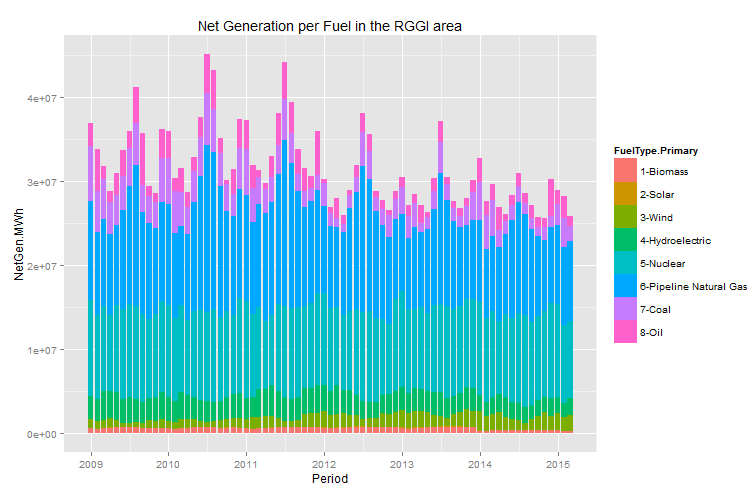 Net Generation per Fuel in the RGGI area
NetGen.MWh
4e+07
3e+07
2e+07
1e+07
0e+00
2009 2010 2011 2012 2013 2014 2015
Period
FuelType.Primary
1-Biomass
2-Solar
3-Wind
4-Hydroelectric
5-Nuclear
6-Pipeline Natural Gas
7-Coal
8-Oil